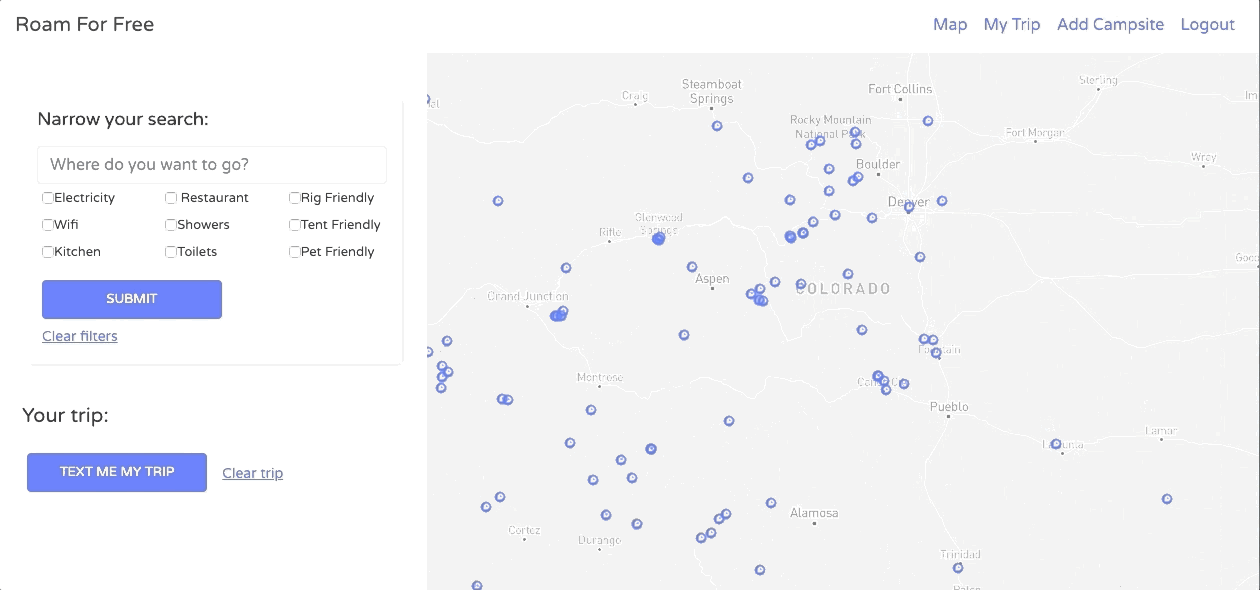 Roam For Free
Map My Trip Add Campsite Logout
Narrow your search:
Where do you want to go?
Electricity Restaurant Rig Friendly
Wifi Showers Tent Friendly
Kitchen Toilets Pet Friendly
SUBMIT
Clear filters
Your trip:
TEXT ME MY TRIP Clear trip
Steamboat
Springs
Craig
Fort Collins
Sterling
Rocky Mountain
National Park
Fort Morgan
Boulder
Wray
Denver
Glenwood
Springs
Rifle
Aspen
COLORADO
Grand Junction
Fountain
Montrose
Pueblo
Lamar
Alamosa
Cortez
Durango
Trinidad